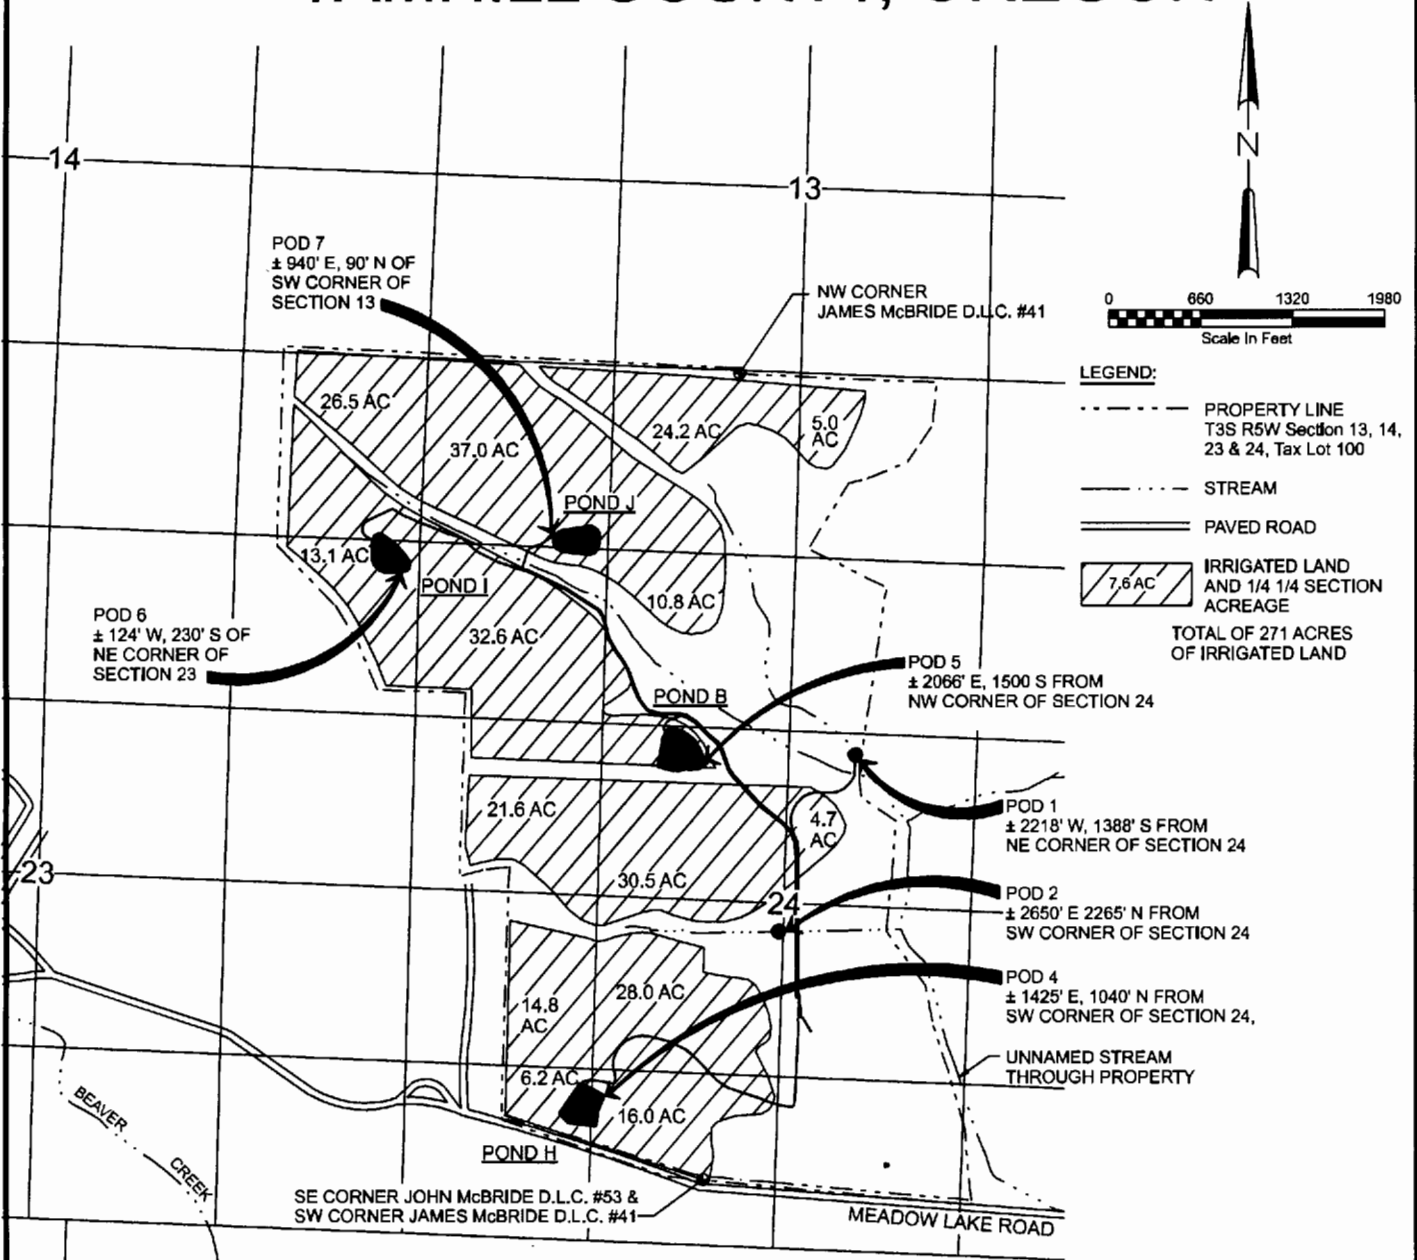 14
13
N
POD 7
± 940' E, 90' N OF
SW CORNER OF
SECTION 13
NW CORNER
JAMES McBRIDE D.L.C. #41
0 660 1320 1980
Scale In Feet
LEGEND:
PROPERTY LINE
T3S R5W Section 13, 14,
23 & 24, Tax Lot 100
STREAM
PAVED ROAD
7.6 AC
IRRIGATED LAND
AND 1/4 1/4 SECTION
ACREAGE
TOTAL OF 271 ACRES
OF IRRIGATED LAND
26.5 AC
37.0 AC
24.2 AC
5.0
AC
POND J
13.1 AC
POND I
10.8 AC
32.6 AC
POD 6
± 124' W, 230' S OF
NE CORNER OF
SECTION 23
POND B
POD 5
± 2066' E, 1500 S FROM
NW CORNER OF SECTION 24
21.6 AC
4.7
AC
POD 1
± 2218' W, 1388' S FROM
NE CORNER OF SECTION 24
23
30.5 AC
24
POD 2
± 2650' E 2265' N FROM
SW CORNER OF SECTION 24
28.0 AC
14.8
AC
POD 4
± 1425' E, 1040' N FROM
SW CORNER OF SECTION 24,
UNNAMED STREAM
THROUGH PROPERTY
6.2 AC
16.0 AC
BEAVER
CREEK
POND H
SE CORNER JOHN McBRIDE D.L.C. #53 &
SW CORNER JAMES McBRIDE D.L.C. #41
MEADOW LAKE ROAD